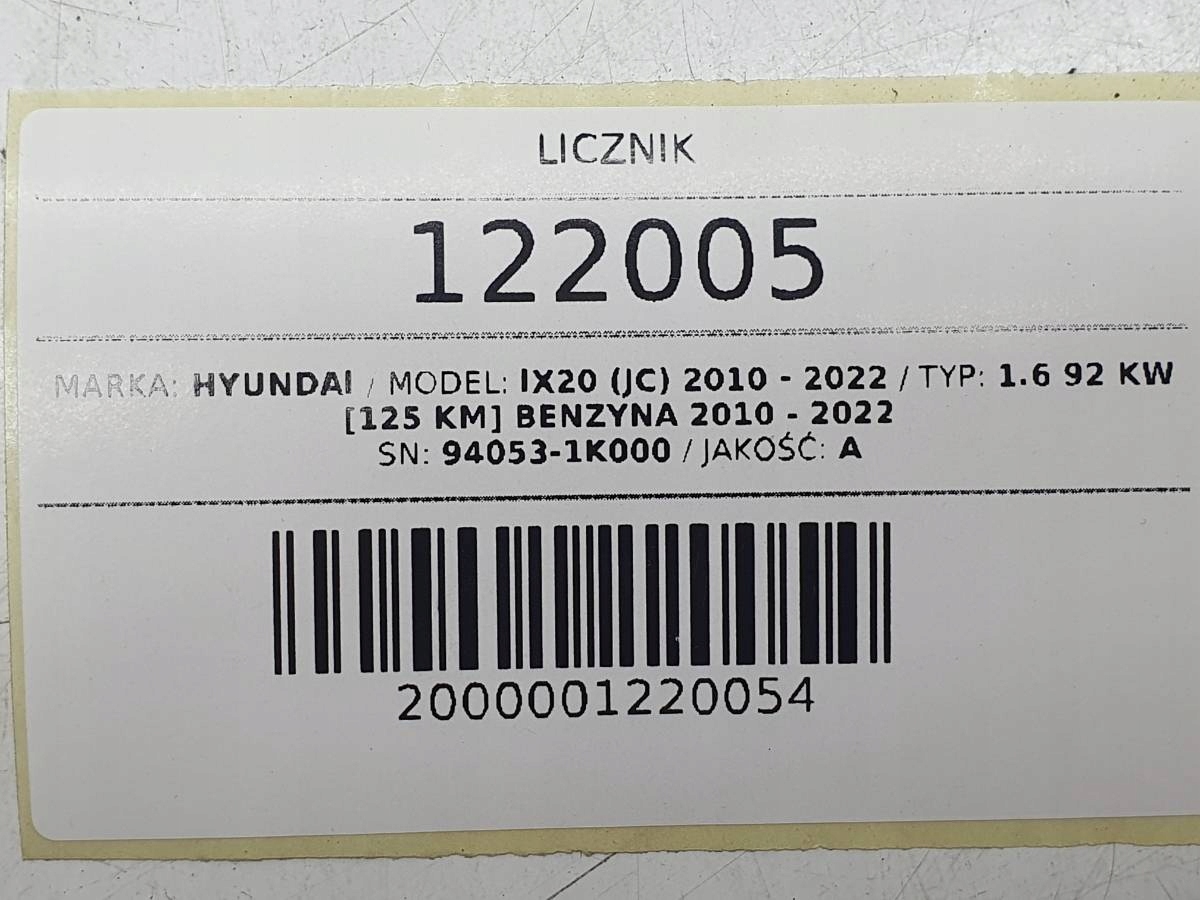 LICZNIK
122005
MARKA: HYUNDAI / MODEL: IX20 (JC) 2010 - 2022 / TYP: 1.6 92 KW
[125 KM] BENZYNA 2010 - 2022
SN: 94053-1K000 / JAKOŚĆ: A
2000001220054